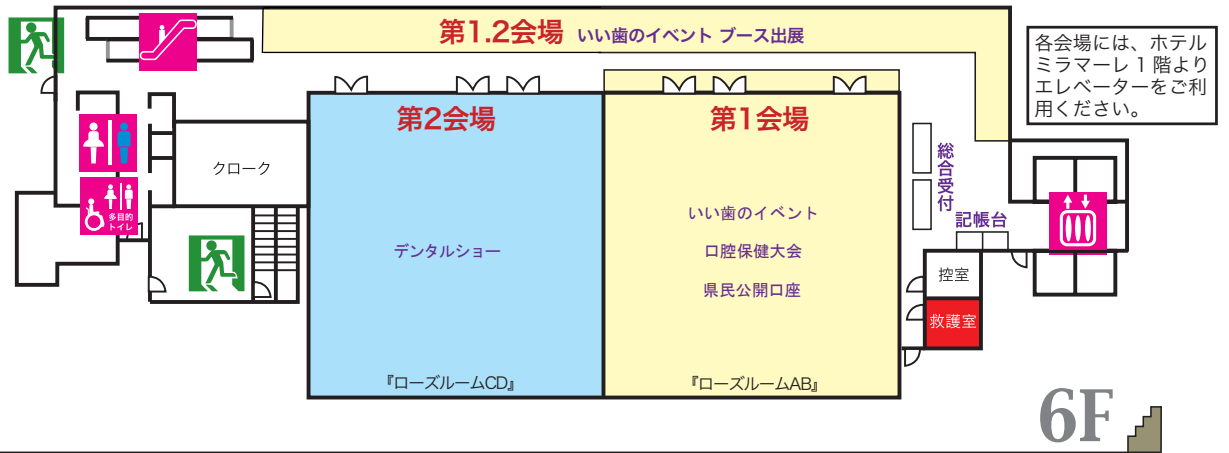 第1.2会場 いい歯のイベント ブース出展
各会場には、ホテル
ミラマーレ1階より
エレベーターをご利
用ください。
第2会場
第1会場
クローク
総合受付
多目的
トイレ
いい歯のイベント
記帳台
デンタルショー
口腔保健大会
控室
県民公開口座
救護室
『ローズルームCD』
『ローズルームAB』
6F